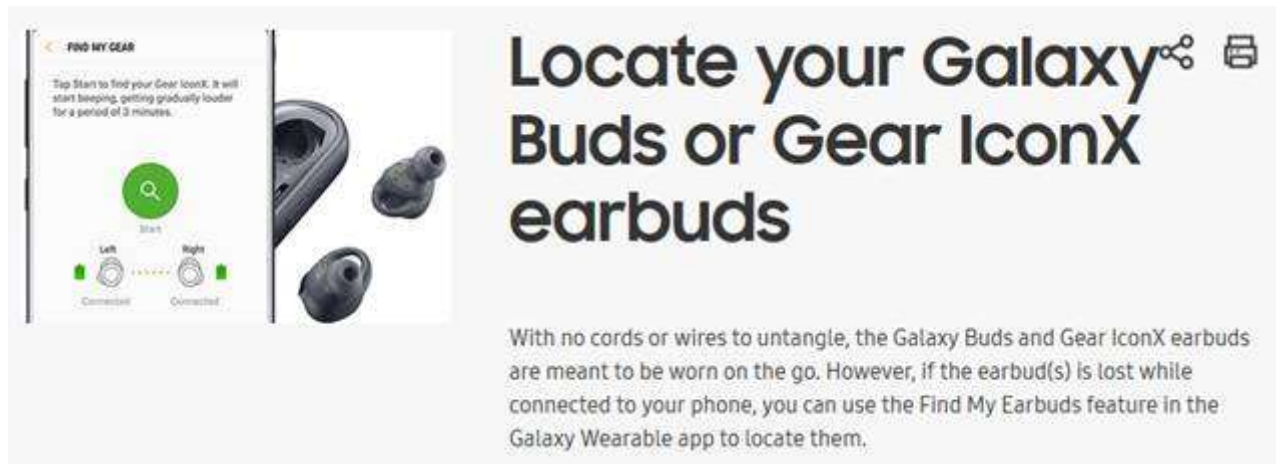 FIND MY GEAR
Tap Start to find your Gear IconX. It will
start beeping, getting gradually louder
for a period of 3 minutes.
Start
Left Right
Connected Connected
Locate your Galaxy
Buds or Gear IconX
earbuds
With no cords or wires to untangle, the Galaxy Buds and Gear IconX earbuds
are meant to be worn on the go. However, if the earbud(s) is lost while
connected to your phone, you can use the Find My Earbuds feature in the
Galaxy Wearable app to locate them.